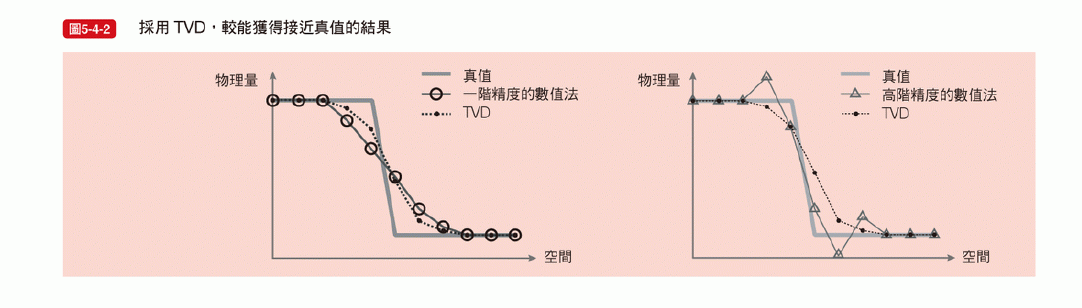 圖5-4-2 採用 TVD，較能獲得接近真值的結果
物理量
真值
一階精度的數值法
TVD
空間
物理量
真值
高階精度的數值法
TVD
空間